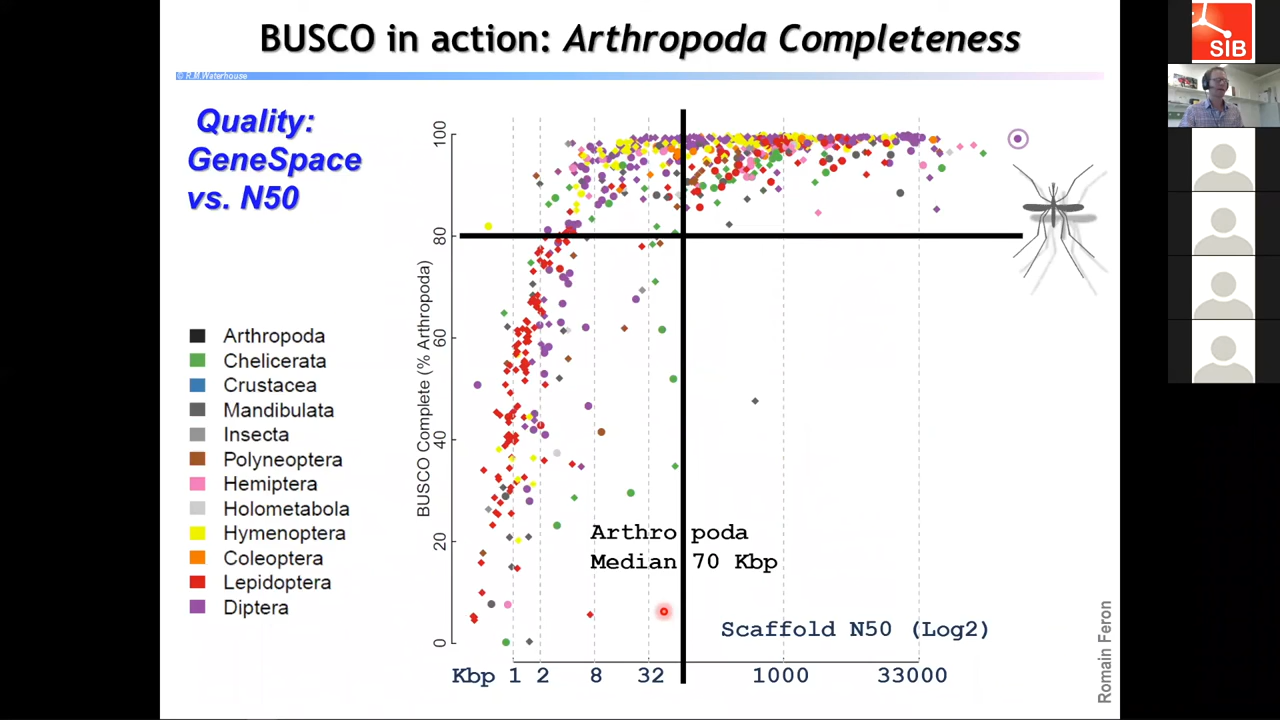 BUSCO in action: Arthropoda Completeness
© R.M.Waterhouse
Quality:
GeneSpace
vs. N50
Arthropoda
Chelicerata
Crustacea
Mandibulata
Insecta
Polyneoptera
Hemiptera
Holometabola
Hymenoptera
Coleoptera
Lepidoptera
Diptera
BUSCO Complete (% Arthropoda)
100
80
60
40
20
0
Arthropoda
Median 70 Kbp
Scaffold N50 (Log2)
Kbp 1 2 8 32 1000 33000
Romain Feron
SIB